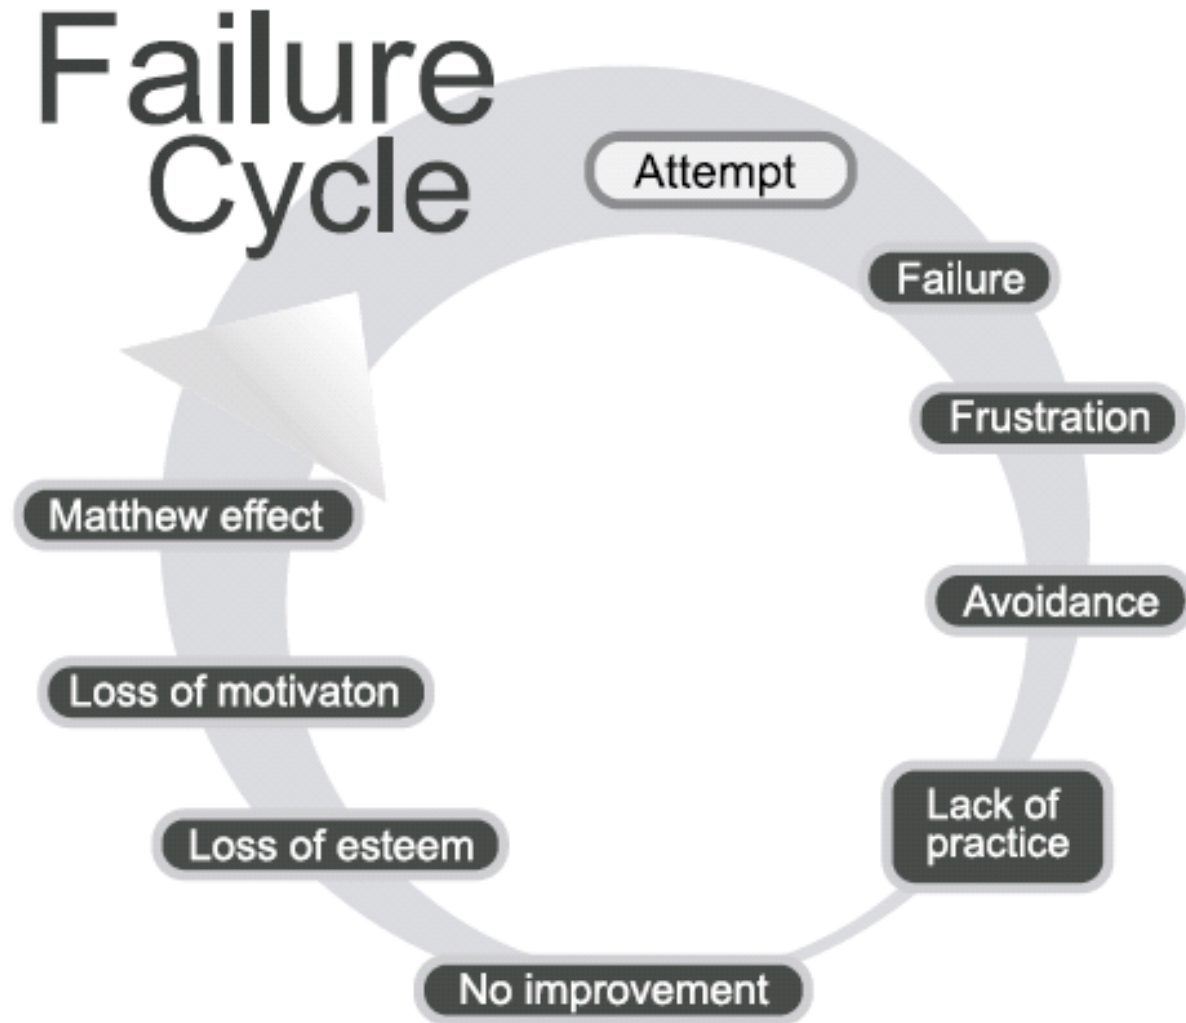 Failure
Cycle
Attempt
Failure
Frustration
Avoidance
Lack of
practice
No improvement
Loss of esteem
Loss of motivaton
Matthew effect